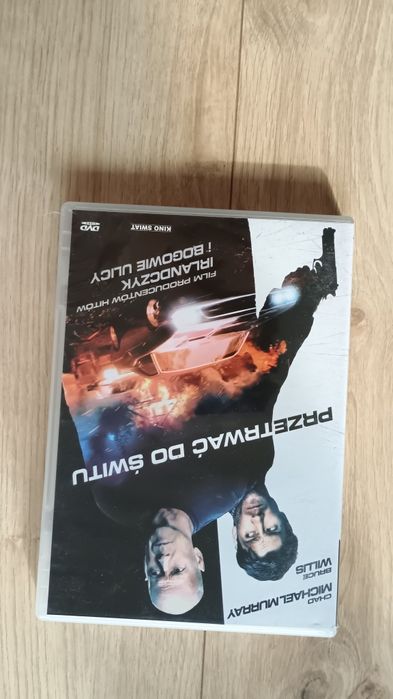 CHAD
MICHAEL MURRAY
BRUCE
WILLIS
PRZETRWAĆ DO ŚWITU
FILM PRODUCENTÓW HITÓW
IRLANDCZYK
i BOGOWIE ULICY
KINO ŚWIAT
DVD